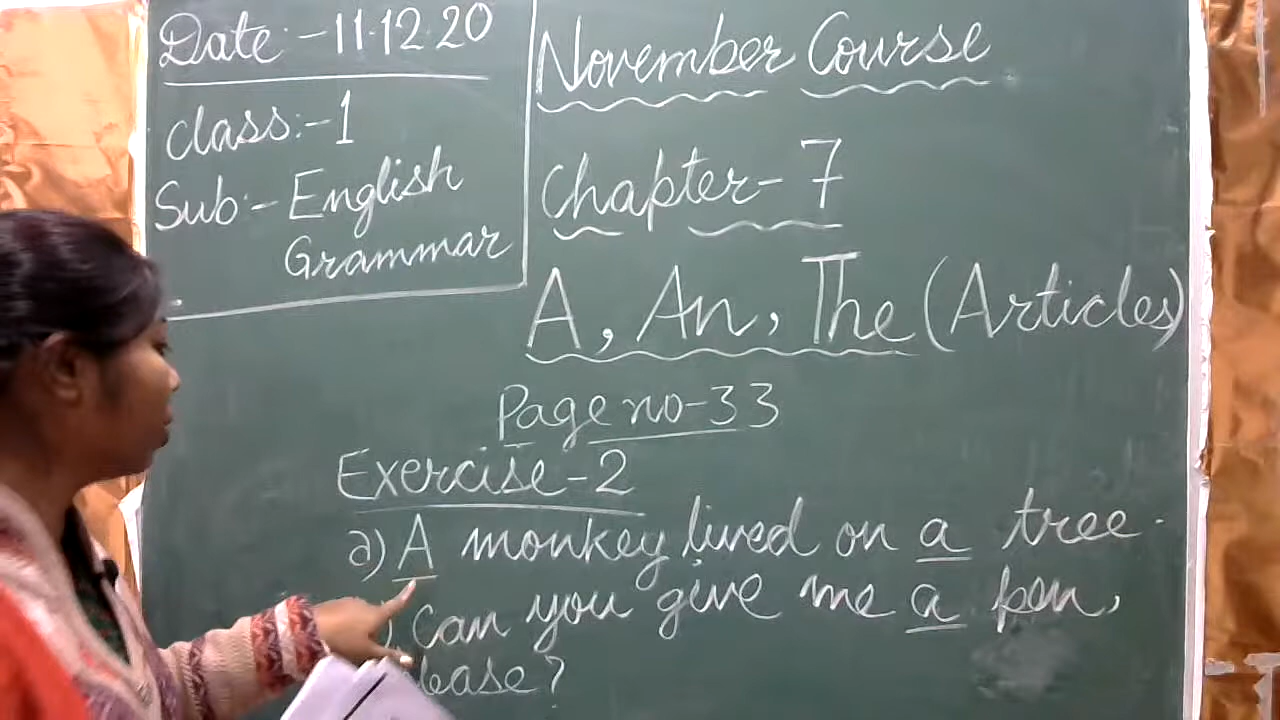 Date:-11.12.20
Class:-1
Sub:- English
Grammar
November Course
Chapter-7
A, An, The (Articles)
Page no-33
Exercise-2
a) A monkey lived on a tree.
) Can you give me a pen,
lease?